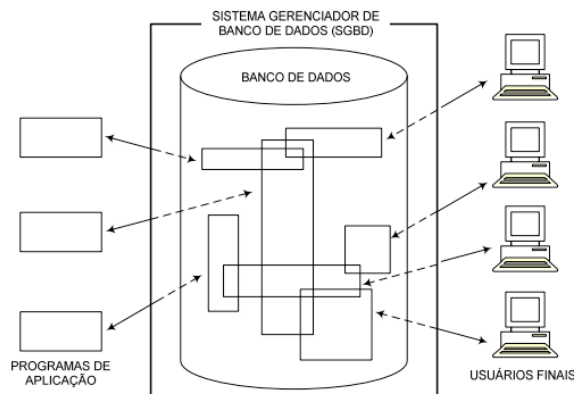 SISTEMA GERENCIADOR DE
BANCO DE DADOS (SGBD)
BANCO DE DADOS
PROGRAMAS DE
APLICAÇÃO
USUÁRIOS FINAIS